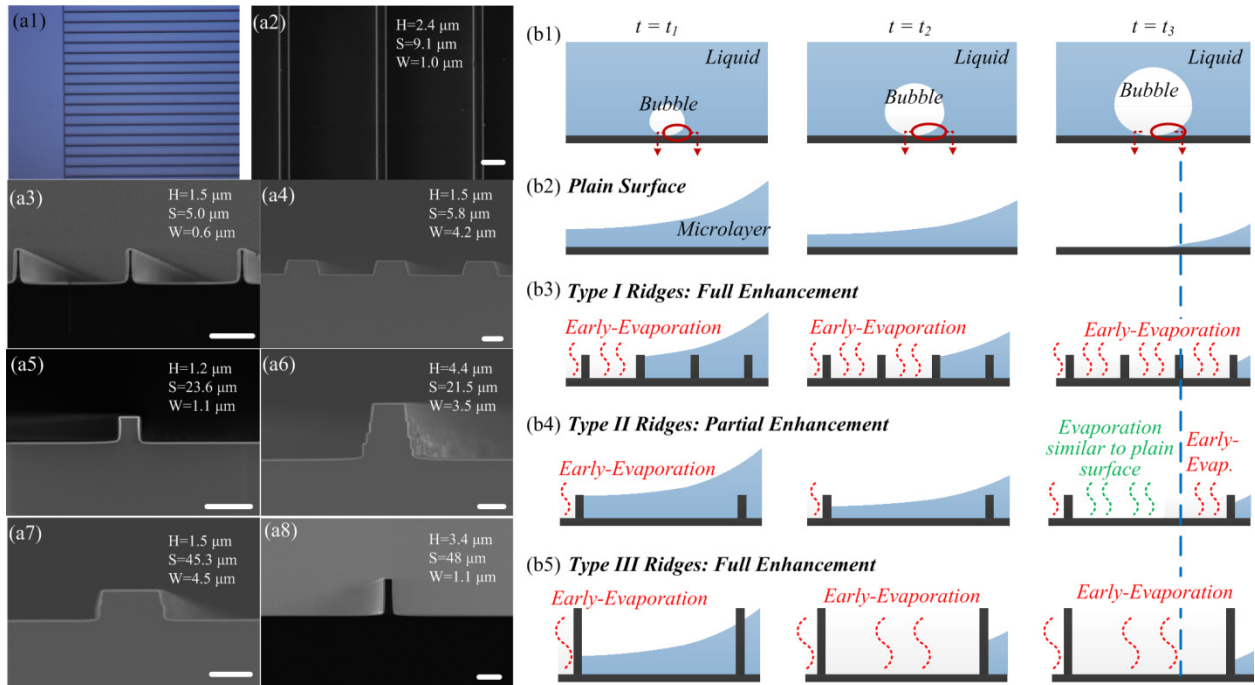 (a1)
(a2)
H=2.4 μm
S=9.1 μm
W=1.0 μm
(a3)
H=1.5 μm
S=5.0 μm
W=0.6 μm
(a4)
H=1.5 μm
S=5.8 μm
W=4.2 μm
(a5)
H=1.2 μm
S=23.6 μm
W=1.1 μm
(a6)
H=4.4 μm
S=21.5 μm
W=3.5 μm
(a7)
H=1.5 μm
S=45.3 μm
W=4.5 μm
(a8)
H=3.4 μm
S=48 μm
W=1.1 μm
t = t1
t = t2
t = t3
(b1)
Liquid
Bubble
Liquid
Bubble
Liquid
Bubble
(b2) Plain Surface
Microlayer
(b3) Type I Ridges: Full Enhancement
Early-Evaporation
Early-Evaporation
Early-Evaporation
(b4) Type II Ridges: Partial Enhancement
Early-Evaporation
Evaporation
similar to plain
surface
Early-
Evap.
(b5) Type III Ridges: Full Enhancement
Early-Evaporation
Early-Evaporation
Early-Evaporation